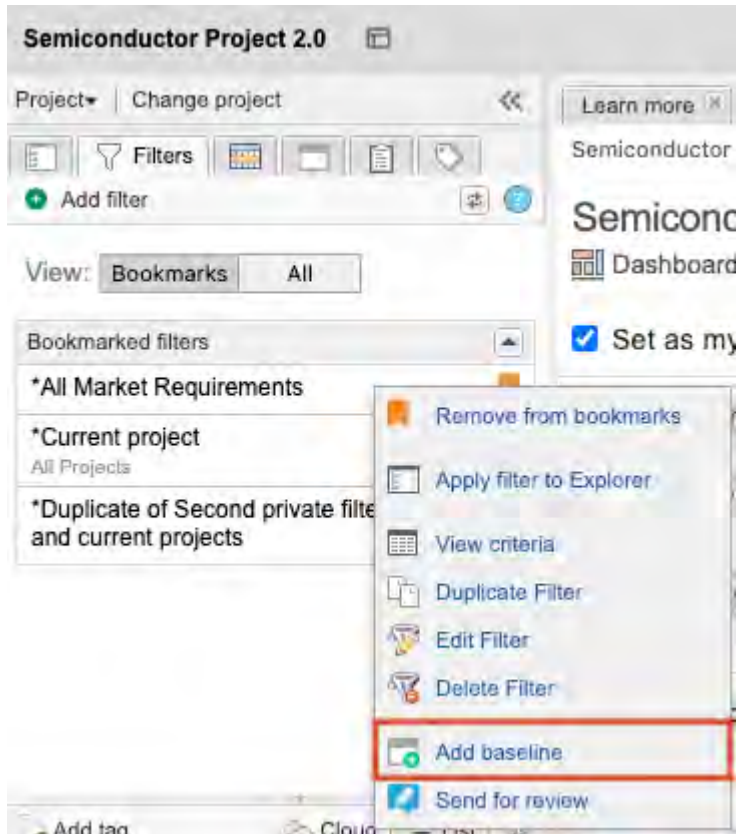 Semiconductor Project 2.0
Project Change project
Learn more
Filters
Semiconductor
Add filter
Semicond
Dashboard
View: Bookmarks All
Set as my
Bookmarked filters
*All Market Requirements
*Current project
All Projects
*Duplicate of Second private filte
and current projects
Remove from bookmarks
Apply filter to Explorer
View criteria
Duplicate Filter
Edit Filter
Delete Filter
Add baseline
Send for review
Add tag Cloud List